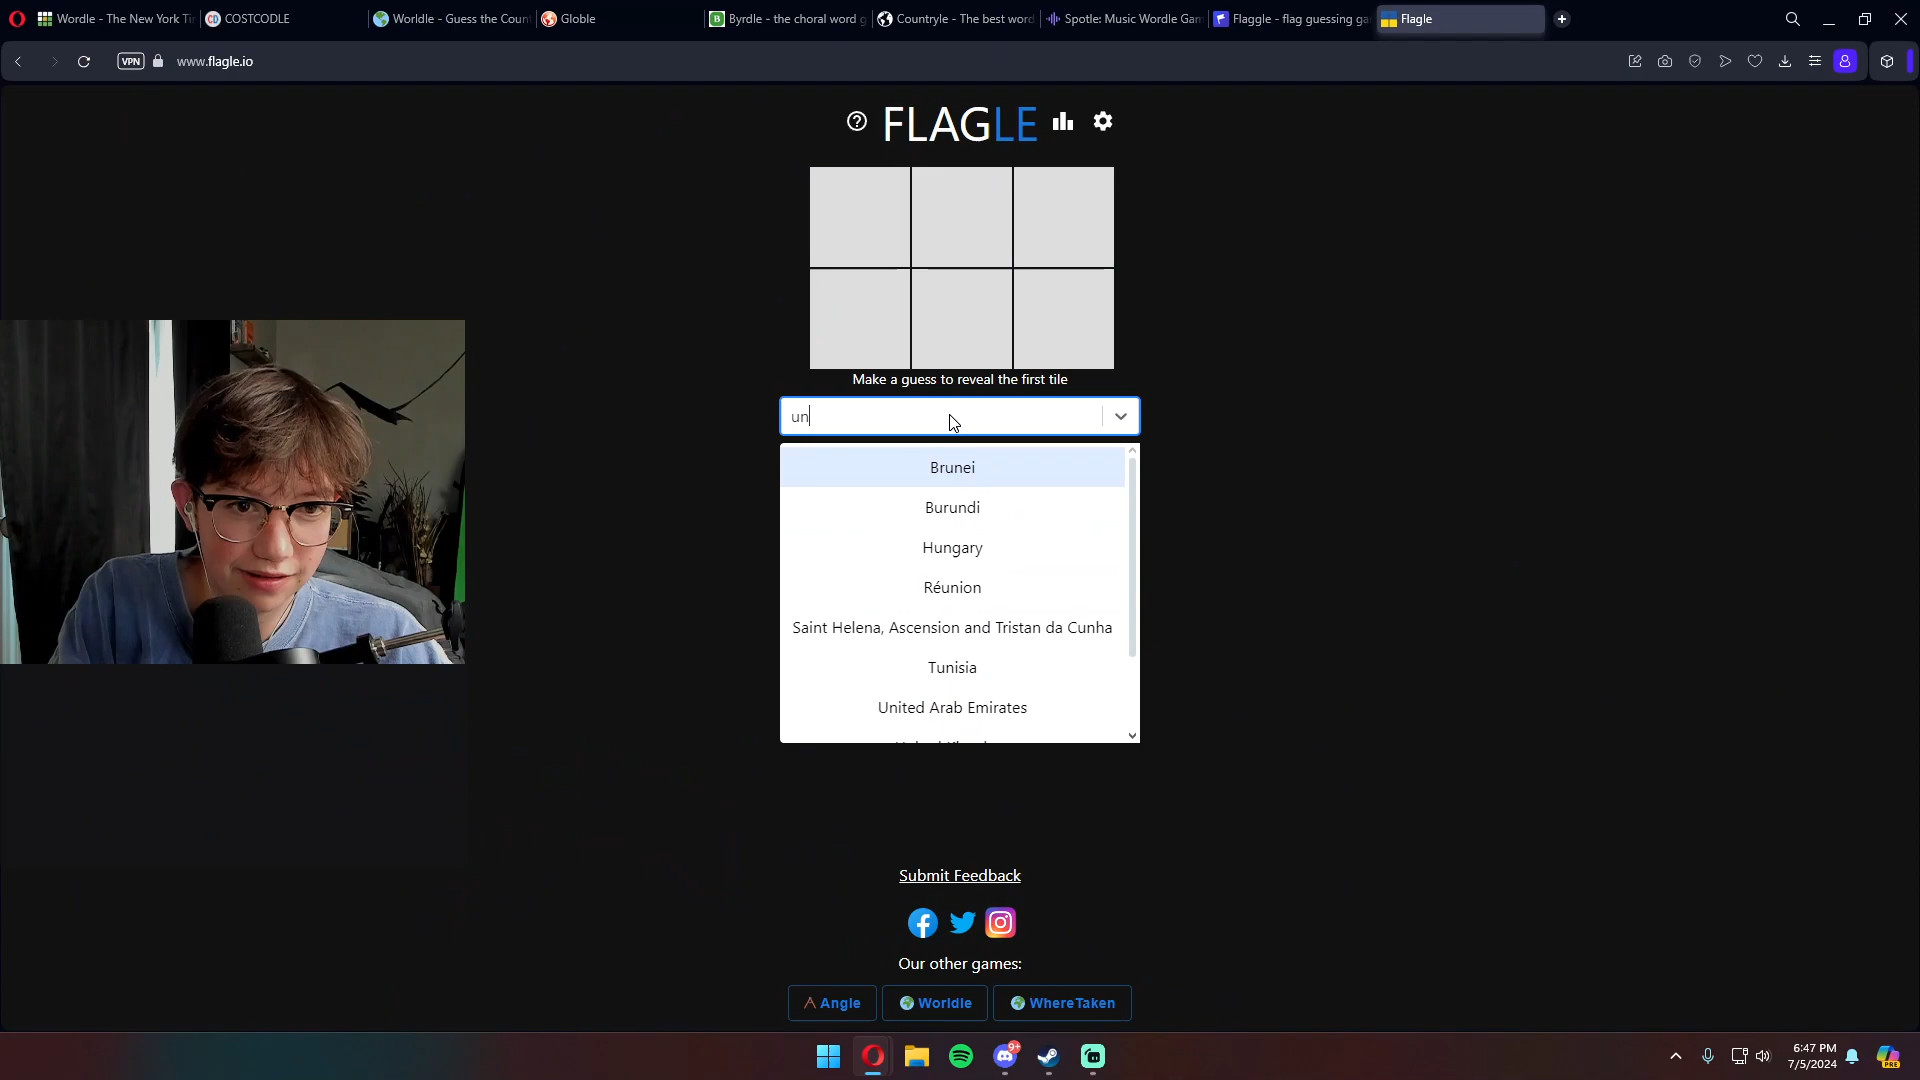 Wordle - The New York Ti
COSTCODLE
Worldle - Guess the Coun
Globle
Byrdle - the choral word g
Countryle - The best word
Spotle: Music Wordle Gam
Flaggle - flag guessing ga
Flagle
VPN
www.flagle.io
FLAGLE
Make a guess to reveal the first tile
un
Brunei
Burundi
Hungary
Réunion
Saint Helena, Ascension and Tristan da Cunha
Tunisia
United Arab Emirates
Submit Feedback
Our other games:
Angle
Worldle
WhereTaken
9+
6:47 PM
7/5/2024
PRE